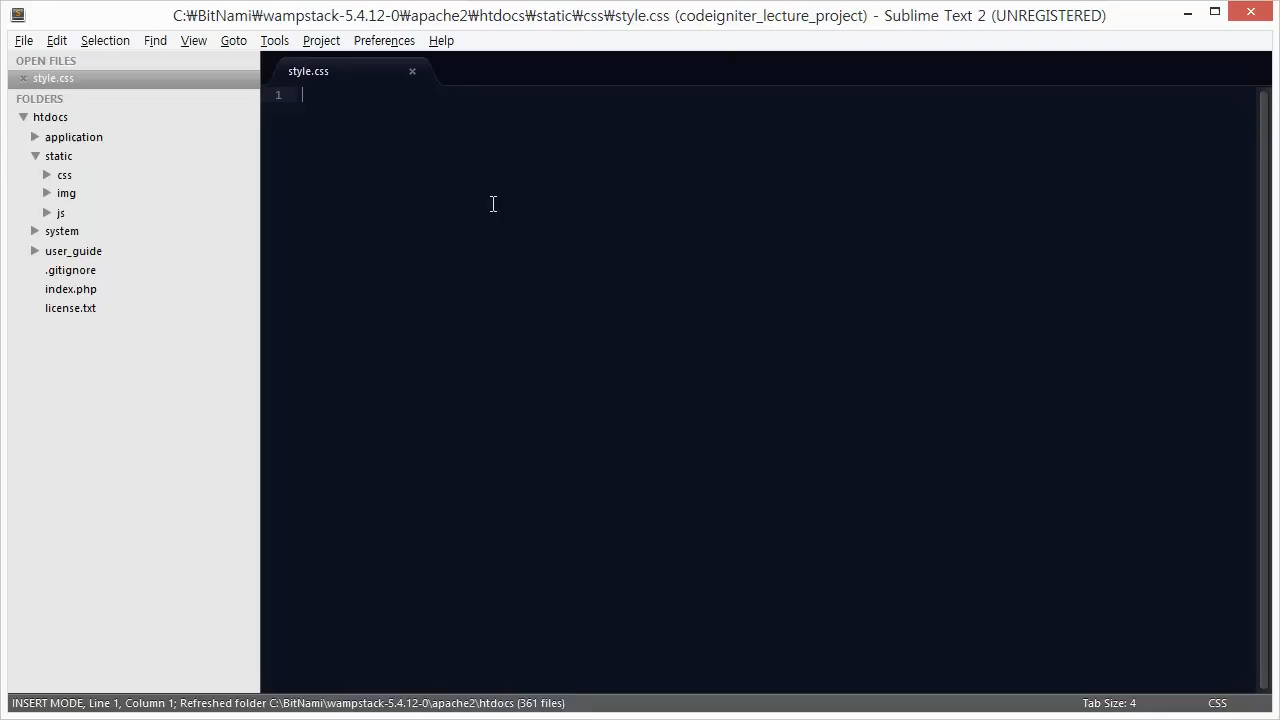 C:₩BitNami₩wampstack-5.4.12-0₩apache2₩htdocs₩static₩css₩style.css (codeigniter_lecture_project) - Sublime Text 2 (UNREGISTERED)
File Edit Selection Find View Goto Tools Project Preferences Help
OPEN FILES
style.css
FOLDERS
htdocs
application
static
css
img
js
system
user_guide
.gitignore
index.php
license.txt
style.css
1
INSERT MODE, Line 1, Column 1; Refreshed folder C:\BitNami\wampstack-5.4.12-0\apache2\htdocs (361 files)
Tab Size: 4
CSS